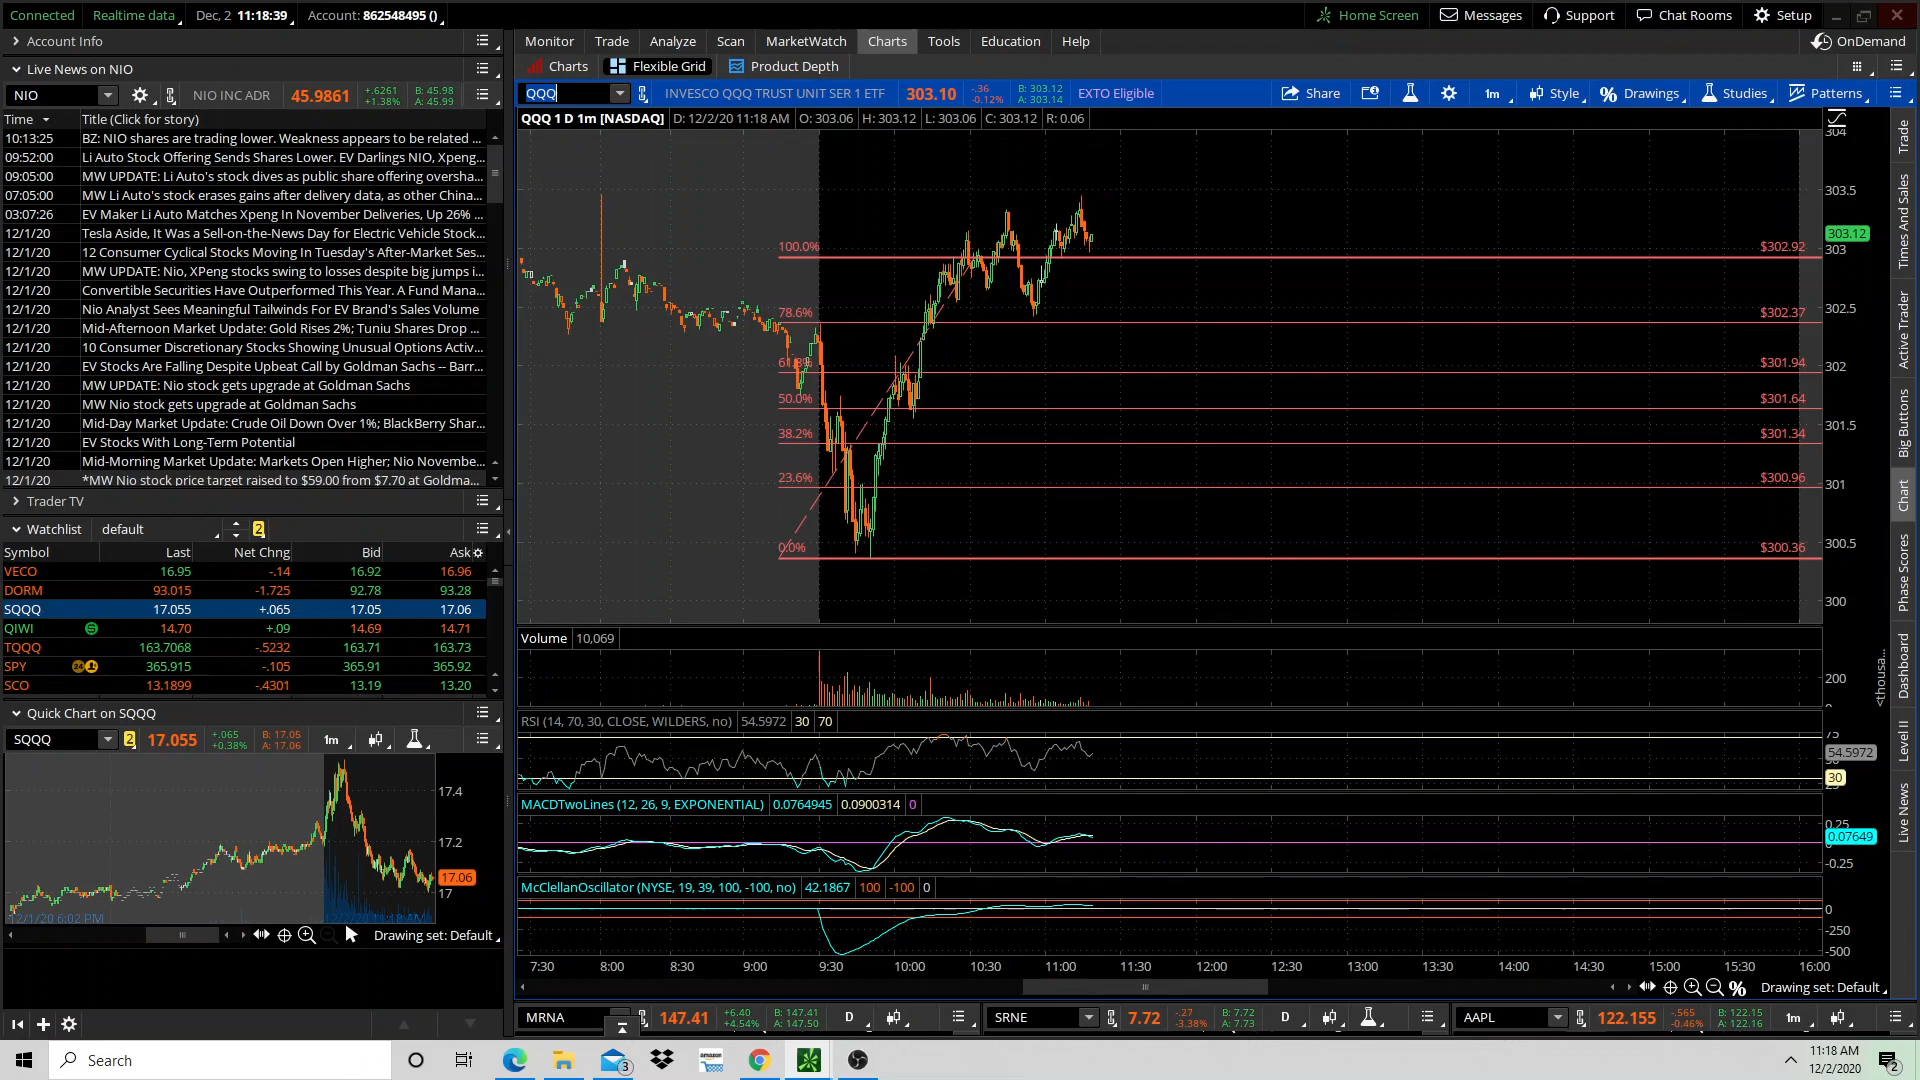 Connected Realtime data Dec, 2 11:18:39 Account: 862548495 () Home Screen Messages Support Chat Rooms Setup
Account Info
Monitor Trade Analyze Scan MarketWatch Charts Tools Education Help OnDemand
Live News on NIO
Charts Flexible Grid Product Depth
NIO NIO INC ADR 45.9861 +.6261 +1.38% B: 45.98 A: 45.99
QQQ INVESCO QQQ TRUST UNIT SER 1 ETF 303.10 -.36 -0.12% B: 303.12 A: 303.14 EXTO Eligible Share 1m Style Drawings Studies Patterns
Time Title (Click for story)
10:13:25 BZ: NIO shares are trading lower. Weakness appears to be related ...
09:52:00 Li Auto Stock Offering Sends Shares Lower. EV Darlings NIO, Xpeng...
09:05:00 MW UPDATE: Li Auto's stock dives as public share offering oversha...
07:05:00 MW Li Auto's stock erases gains after delivery data, as other China...
03:07:26 EV Maker Li Auto Matches Xpeng In November Deliveries, Up 26% ...
12/1/20 Tesla Aside, It Was a Sell-on-the-News Day for Electric Vehicle Stock...
12/1/20 12 Consumer Cyclical Stocks Moving In Tuesday's After-Market Ses...
12/1/20 MW UPDATE: Nio, XPeng stocks swing to losses despite big jumps i...
12/1/20 Convertible Securities Have Outperformed This Year. A Fund Mana...
12/1/20 Nio Analyst Sees Meaningful Tailwinds For EV Brand's Sales Volume
12/1/20 Mid-Afternoon Market Update: Gold Rises 2%; Tuniu Shares Drop ...
12/1/20 10 Consumer Discretionary Stocks Showing Unusual Options Activ...
12/1/20 EV Stocks Are Falling Despite Upbeat Call by Goldman Sachs -- Barr...
12/1/20 MW UPDATE: Nio stock gets upgrade at Goldman Sachs
12/1/20 MW Nio stock gets upgrade at Goldman Sachs
12/1/20 Mid-Day Market Update: Crude Oil Down Over 1%; BlackBerry Shar...
12/1/20 EV Stocks With Long-Term Potential
12/1/20 Mid-Morning Market Update: Markets Open Higher; Nio Novembe...
12/1/20 *MW Nio stock price target raised to $59.00 from $7.70 at Goldma...
Trader TV
Watchlist default 2
Symbol Last Net Chng Bid Ask
VECO 16.95 -.14 16.92 16.96
DORM 93.015 -1.725 92.78 93.28
SQQQ 17.055 +.065 17.05 17.06
QIWI 14.70 +.09 14.69 14.71
TQQQ 163.7068 -.5232 163.71 163.73
SPY 24 365.915 -.105 365.91 365.92
SCO 13.1899 -.4301 13.19 13.20
Quick Chart on SQQQ
SQQQ 2 17.055 +.065 +0.38% B: 17.05 A: 17.06 1m
17.4
17.2
17.06
17
12/1/20 6:02 PM
Drawing set: Default
QQQ 1 D 1m [NASDAQ] D: 12/2/20 11:18 AM O: 303.06 H: 303.12 L: 303.06 C: 303.12 R: 0.06
304
303.5
303.12
100.0% $302.92
303
302.5
78.6% $302.37
302
61.8% $301.94
50.0% $301.64
301.5
38.2% $301.34
23.6% $300.96
301
0.0% $300.36
300.5
300
Volume 10,069
200
<thousa...
RSI (14, 70, 30, CLOSE, WILDERS, no) 54.5972 30 70
75
54.5972
30
25
MACDTwoLines (12, 26, 9, EXPONENTIAL) 0.0764945 0.0900314 0
0.25
0.07649
-0.25
McClellanOscillator (NYSE, 19, 39, 100, -100, no) 42.1867 100 -100 0
0
-250
-500
7:30 8:00 8:30 9:00 9:30 10:00 10:30 11:00 11:30 12:00 12:30 13:00 13:30 14:00 14:30 15:00 15:30 16:00
Drawing set: Default
Trade
Times And Sales
Active Trader
Big Buttons
Chart
Phase Scores
Dashboard
Level II
Live News
MRNA 147.41 +6.40 +4.54% B: 147.41 A: 147.50 D SRNE 7.72 -.27 -3.38% B: 7.72 A: 7.73 D AAPL 122.155 -.565 -0.46% B: 122.15 A: 122.16 1m
Search 3 amazon 11:18 AM
12/2/2020 2